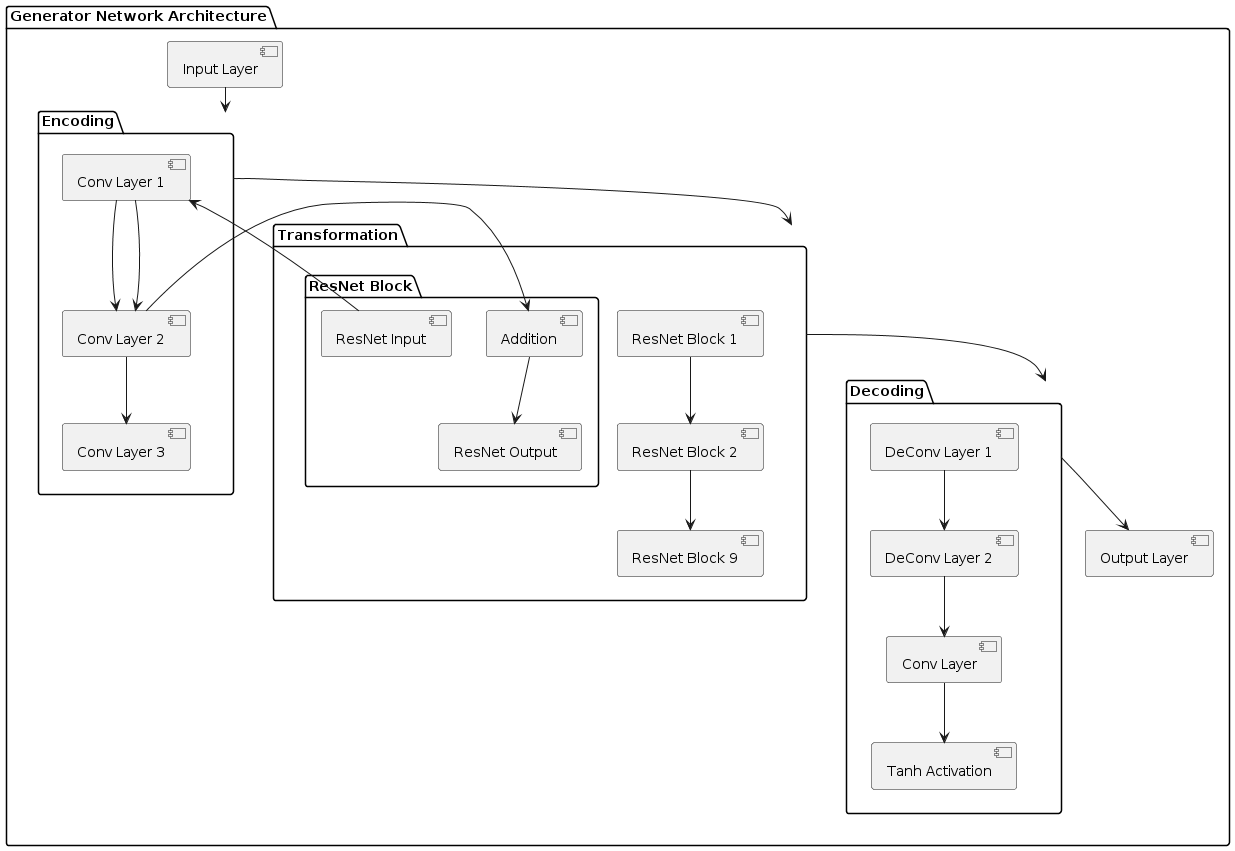 Generator Network Architecture
Input Layer
Encoding
Conv Layer 1
Conv Layer 2
Conv Layer 3
Transformation
ResNet Block
ResNet Input
Addition
ResNet Output
ResNet Block 1
ResNet Block 2
ResNet Block 9
Decoding
DeConv Layer 1
DeConv Layer 2
Conv Layer
Tanh Activation
Output Layer